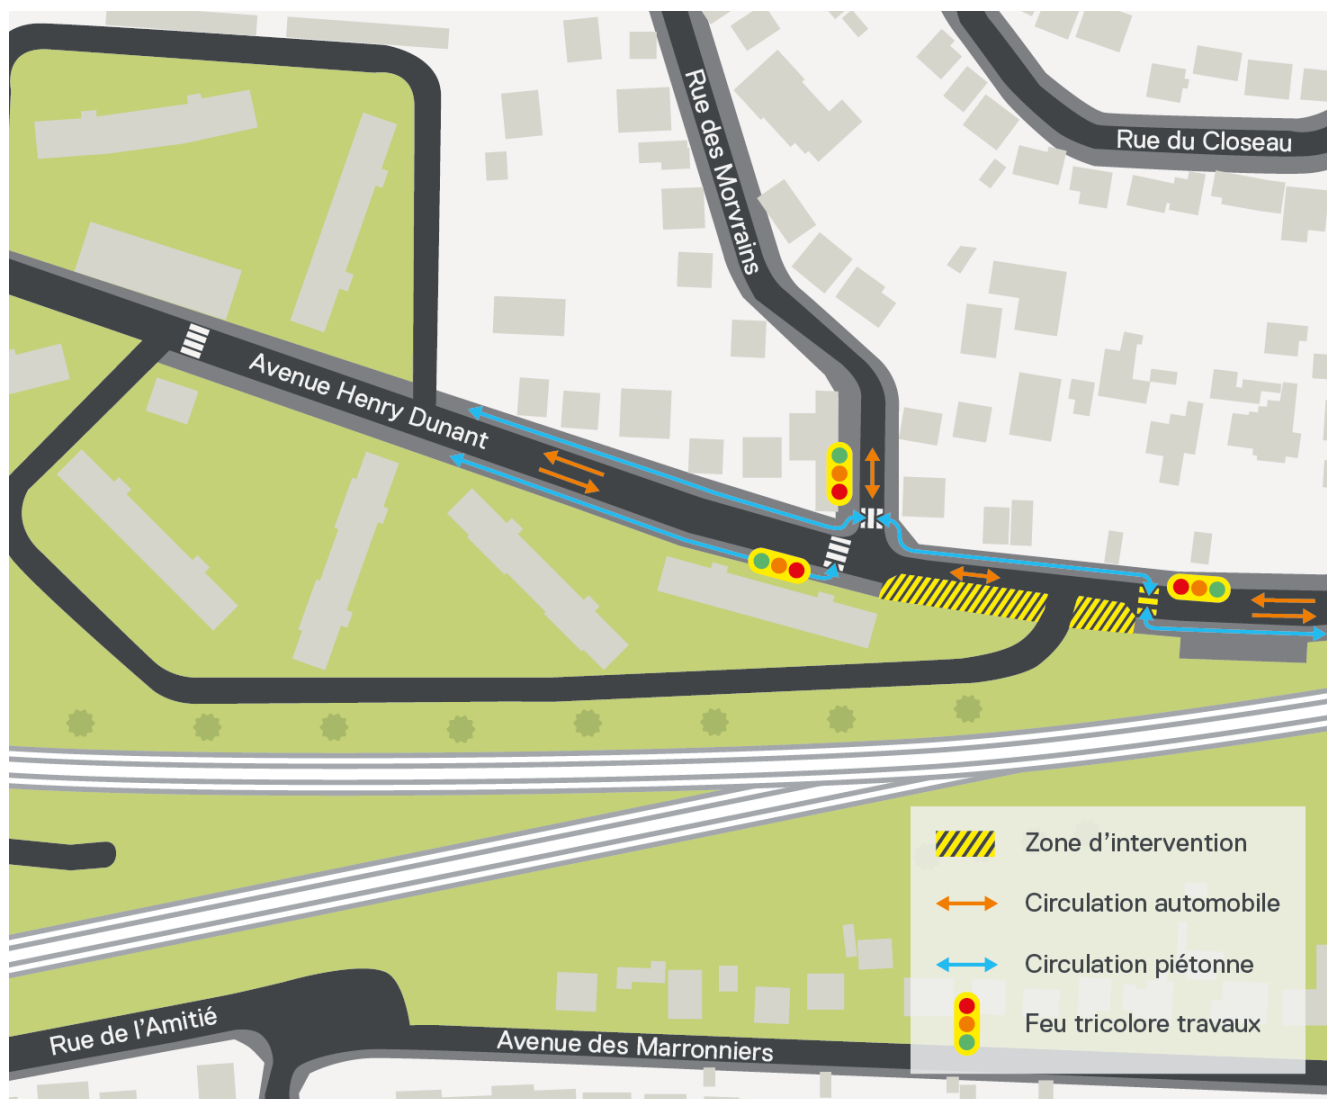 Rue des Morvrains
Rue du Closeau
Avenue Henry Dunant
Zone d'intervention
Circulation automobile
Circulation piétonne
Feu tricolore travaux
Rue de l'Amitié
Avenue des Marronniers